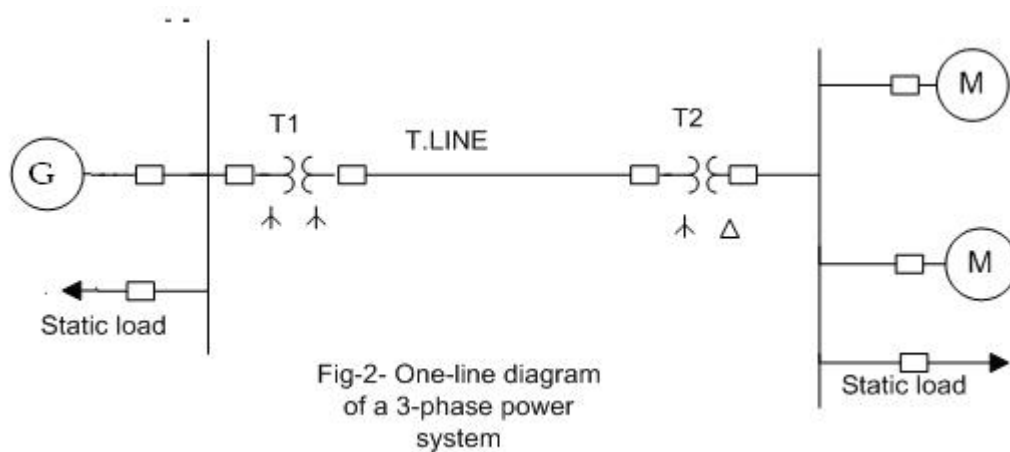 T1
T.LINE
T2
M
G
M
Static load
Static load
Fig-2- One-line diagram
of a 3-phase power
system